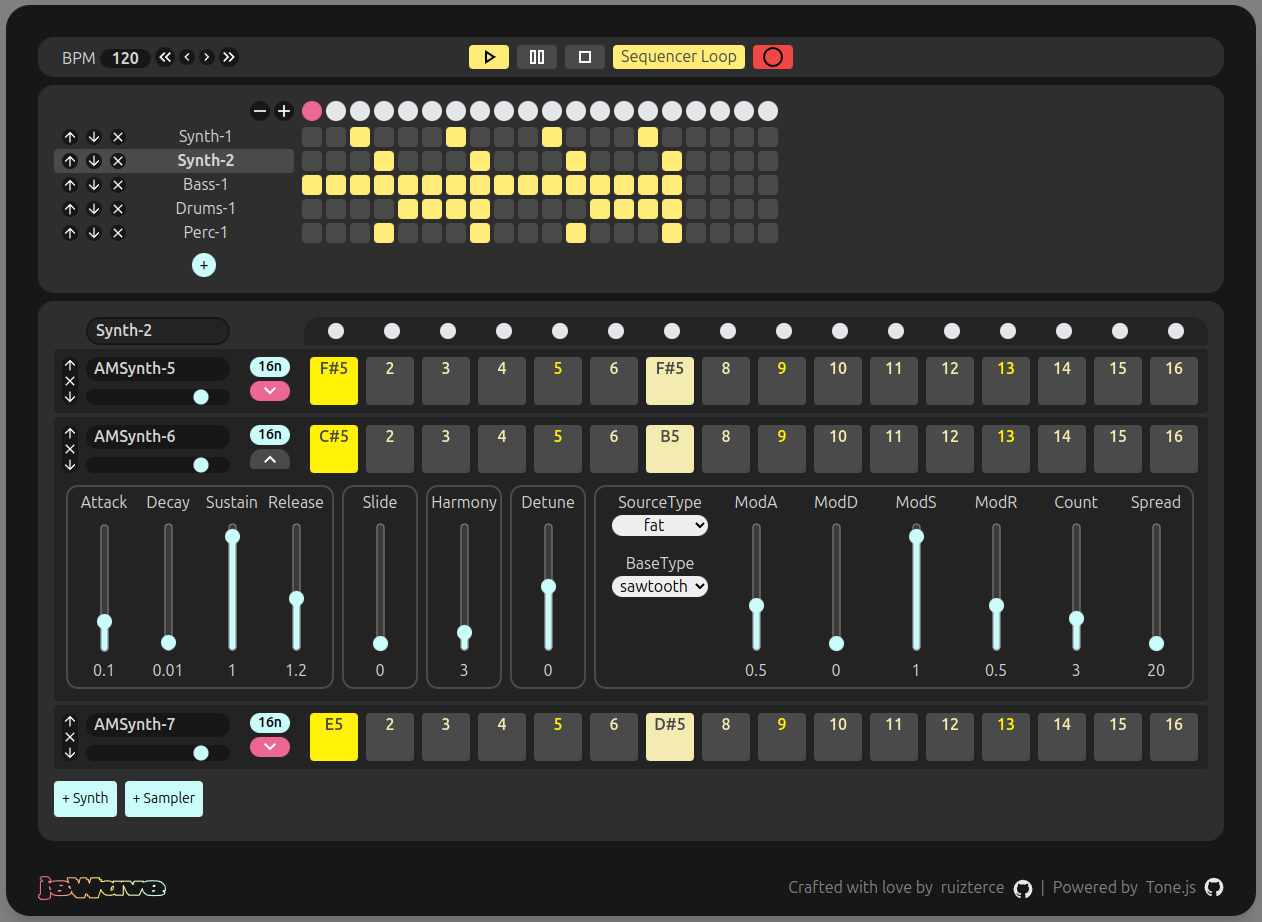 BPM 120 Sequencer Loop
Synth-1
Synth-2
Bass-1
Drums-1
Perc-1
+
Synth-2
AMSynth-5 16n F#5 2 3 4 5 6 F#5 8 9 10 11 12 13 14 15 16
AMSynth-6 16n C#5 2 3 4 5 6 B5 8 9 10 11 12 13 14 15 16
Attack Decay Sustain Release Slide Harmony Detune SourceType ModA ModD ModS ModR Count Spread
fat
BaseType
sawtooth
0.1 0.01 1 1.2 0 3 0 0.5 0 1 0.5 3 20
AMSynth-7 16n E5 2 3 4 5 6 D#5 8 9 10 11 12 13 14 15 16
+ Synth + Sampler
Crafted with love by ruizterce | Powered by Tone.js